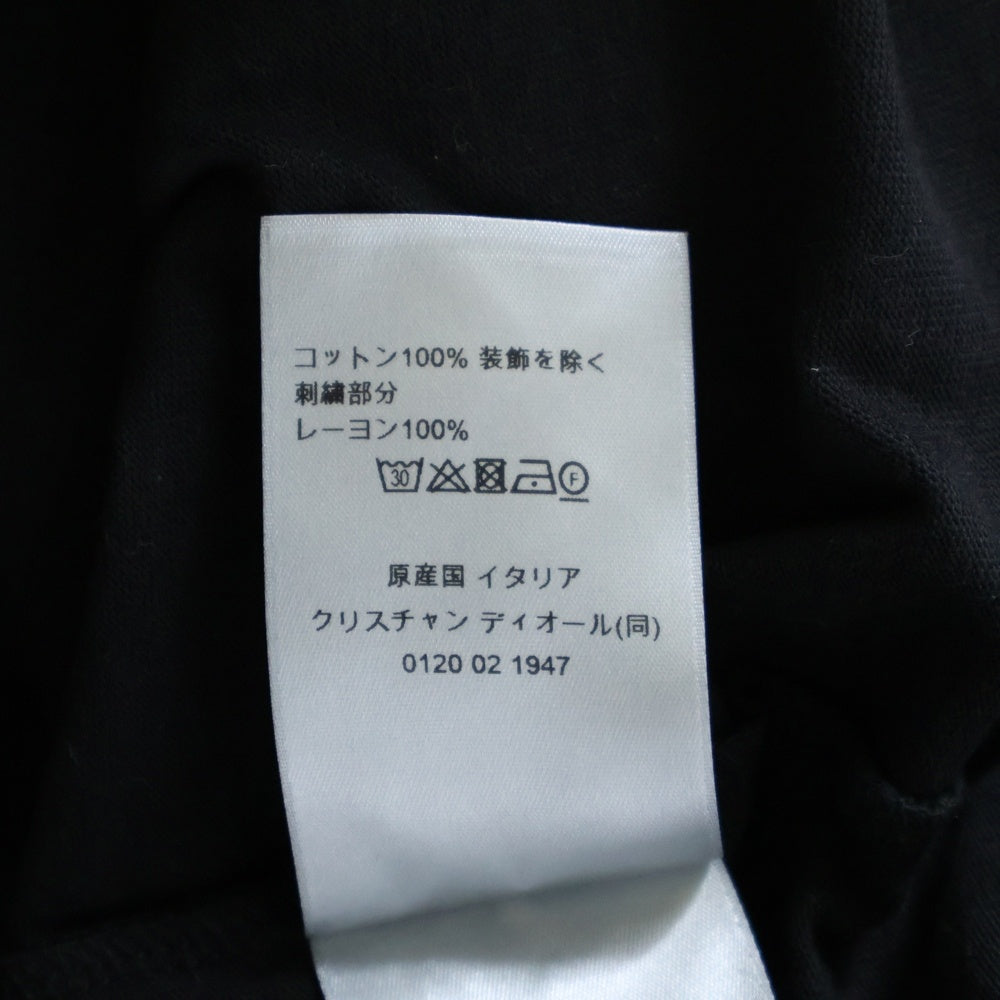 コットン100% 装飾を除く
刺繍部分
レーヨン100%
30 F
原産国 イタリア
クリスチャン ディオール(同)
0120 02 1947